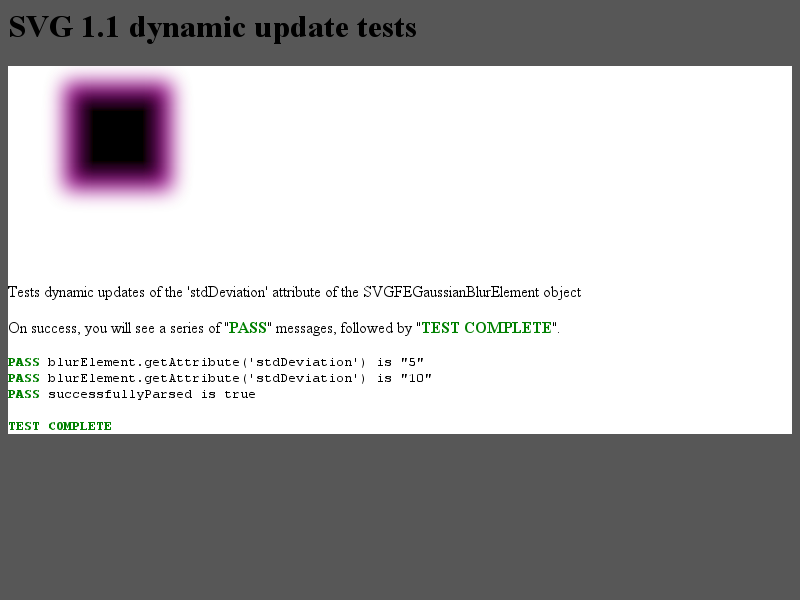 SVG 1.1 dynamic update tests
Tests dynamic updates of the 'stdDeviation' attribute of the SVGFEGaussianBlurElement object
On success, you will see a series of "PASS" messages, followed by "TEST COMPLETE".
PASS blurElement.getAttribute('stdDeviation') is "5"
PASS blurElement.getAttribute('stdDeviation') is "10"
PASS successfullyParsed is true
TEST COMPLETE